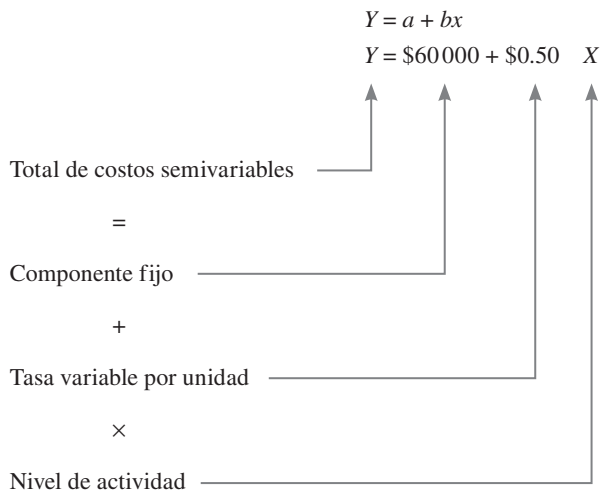 Y = a + bx
Y = $60 000 + $0.50 X
Total de costos semivariables
=
Componente fijo
+
Tasa variable por unidad
×
Nivel de actividad